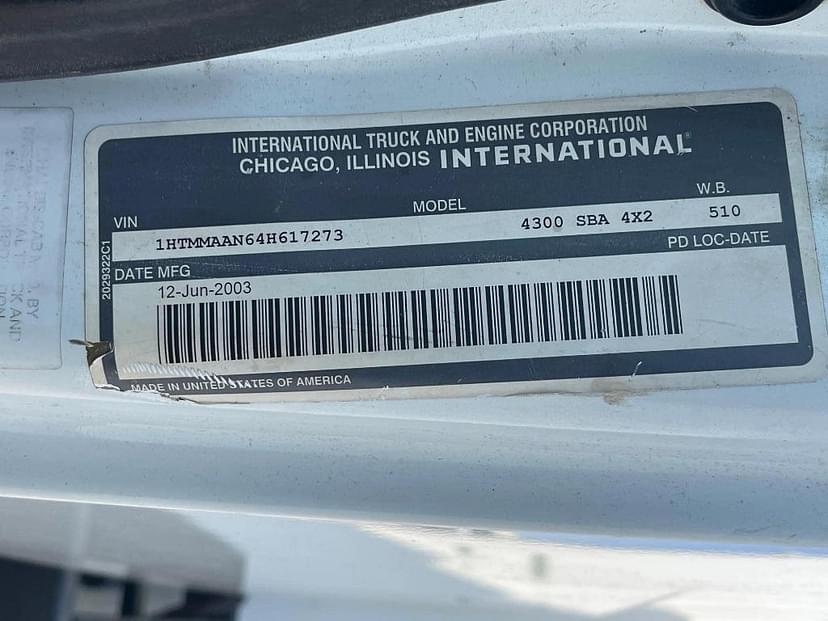 INTERNATIONAL TRUCK AND ENGINE CORPORATION
CHICAGO, ILLINOIS INTERNATIONAL®
VIN MODEL W.B.
1HTMMAAN64H617273 4300 SBA 4X2 510
DATE MFG PD LOC-DATE
12-Jun-2003
MADE IN UNITED STATES OF AMERICA
2029322C1